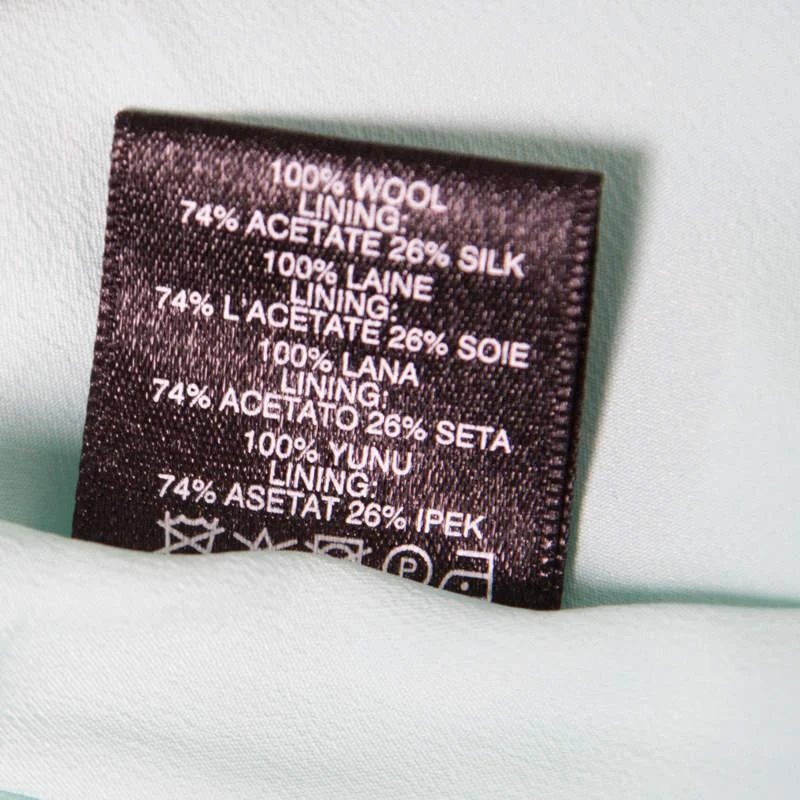 100% WOOL
LINING:
74% ACETATE 26% SILK
100% LAINE
LINING:
74% L'ACETATE 26% SOIE
100% LANA
LINING:
74% ACETATO 26% SETA
100% YUNU
LINING:
74% ASETAT 26% IPEK
P